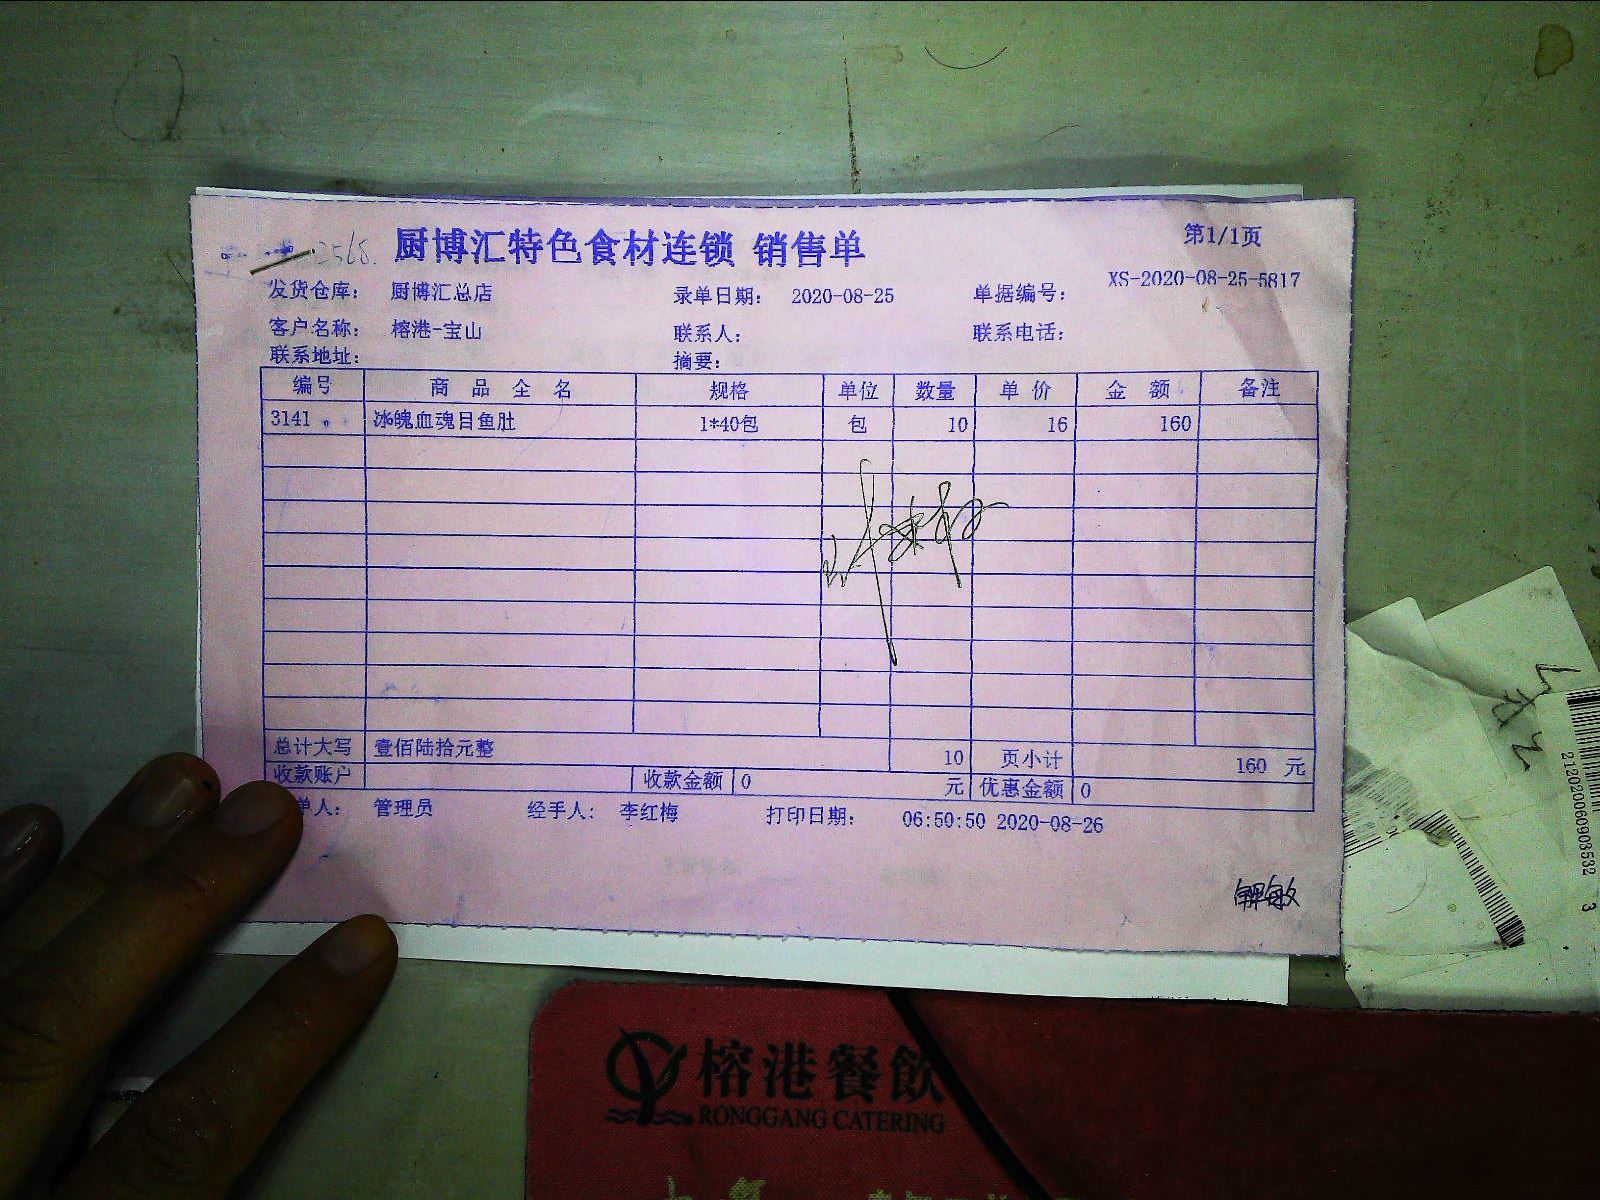 2568.
厨博汇特色食材连锁 销售单
第1/1页
发货仓库： 厨博汇总店 录单日期： 2020-08-25 单据编号： XS-2020-08-25-5817
客户名称： 榕港-宝山 联系人： 联系电话：
联系地址： 摘要：
编号 商 品 全 名 规格 单位 数量 单 价 金 额 备注
3141 冰魄血魂目鱼肚 1*40包 包 10 16 160
总计大写 壹佰陆拾元整 10 页小计 160 元
收款账户 收款金额 0 元 优惠金额 0
单人： 管理员 经手人： 李红梅 打印日期： 06:59:50 2020-08-26
榕港餐飲
RONGGANG CATERING
212020060903532 3